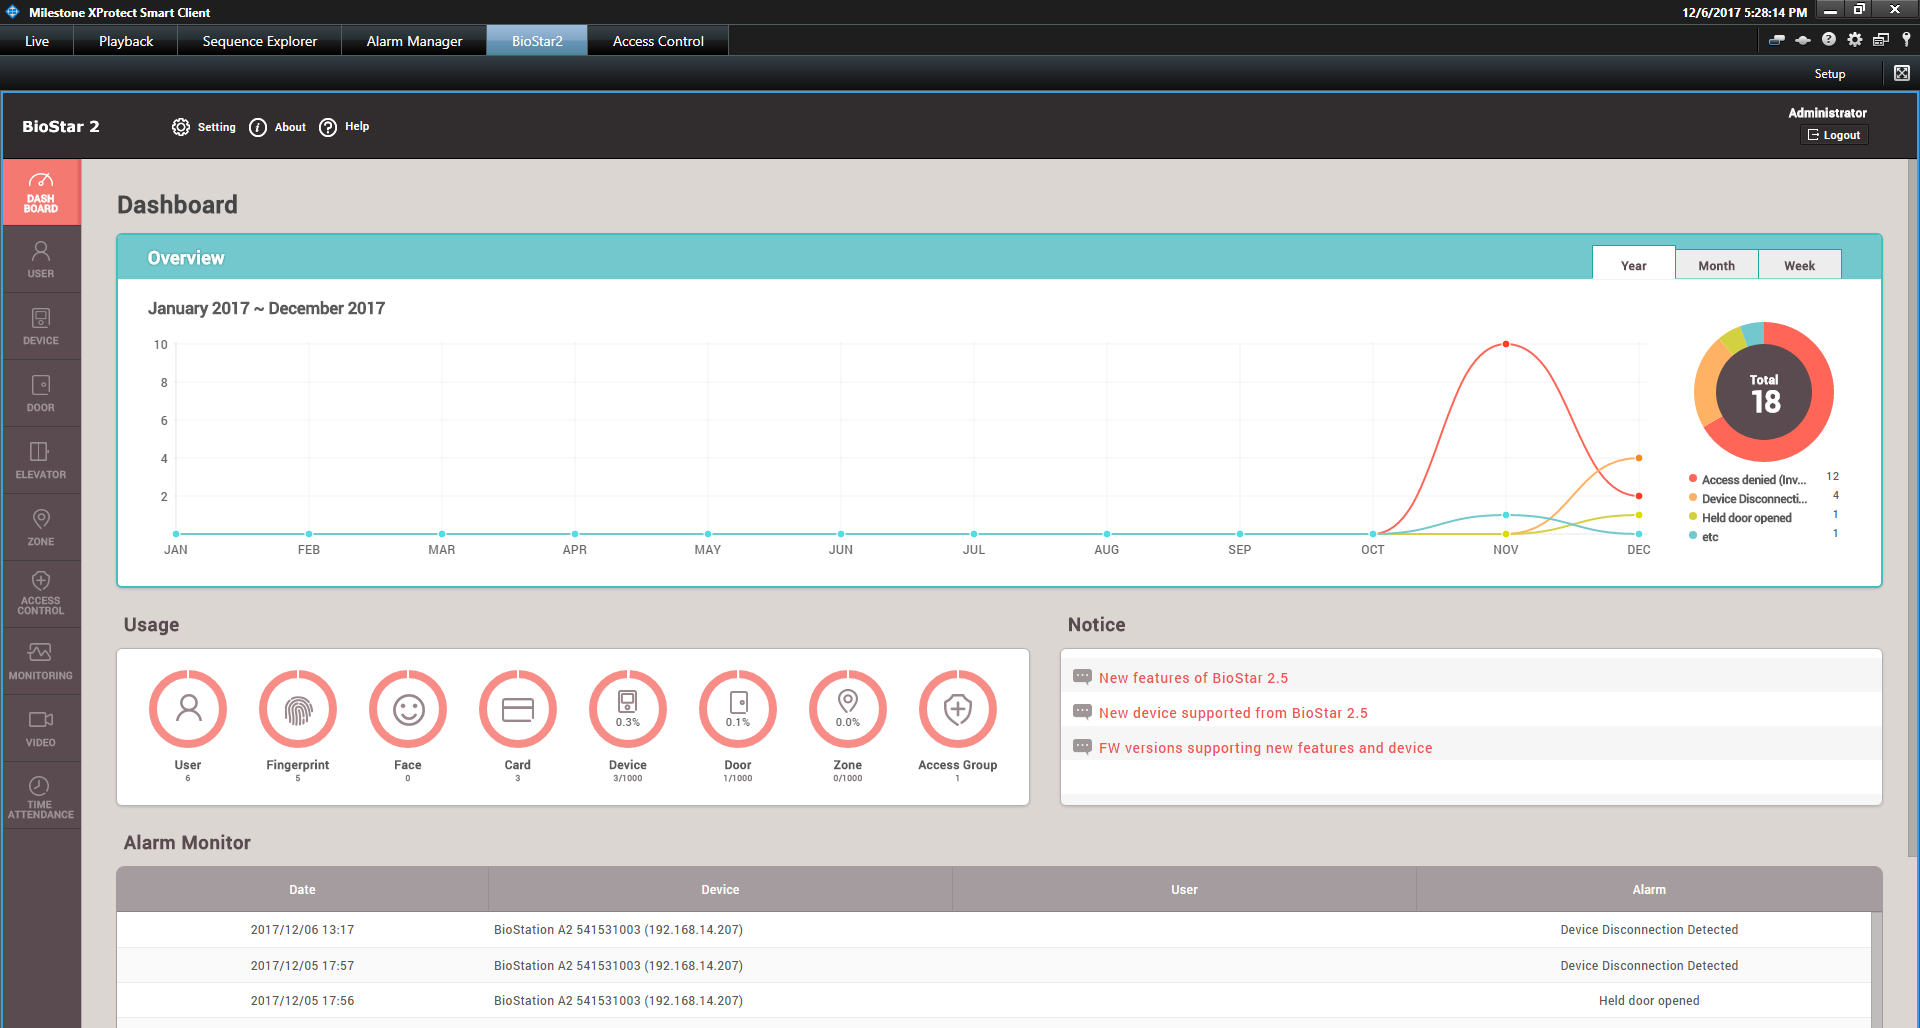 Milestone XProtect Smart Client
12/6/2017 5:28:14 PM
Live
Playback
Sequence Explorer
Alarm Manager
BioStar2
Access Control
Setup
BioStar 2
Setting
About
Help
Administrator
Logout
DASH
BOARD
USER
DEVICE
DOOR
ELEVATOR
ZONE
ACCESS
CONTROL
MONITORING
VIDEO
TIME
ATTENDANCE
Dashboard
Overview
Year
Month
Week
January 2017 ~ December 2017
10
8
6
4
2
JAN
FEB
MAR
APR
MAY
JUN
JUL
AUG
SEP
OCT
NOV
DEC
Total
18
Access denied (Inv... 12
Device Disconnecti... 4
Held door opened 1
etc 1
Usage
0.3%
0.1%
0.0%
User
6
Fingerprint
5
Face
0
Card
3
Device
3/1000
Door
1/1000
Zone
0/1000
Access Group
1
Notice
New features of BioStar 2.5
New device supported from BioStar 2.5
FW versions supporting new features and device
Alarm Monitor
Date Device User Alarm
2017/12/06 13:17 BioStation A2 541531003 (192.168.14.207) Device Disconnection Detected
2017/12/05 17:57 BioStation A2 541531003 (192.168.14.207) Device Disconnection Detected
2017/12/05 17:56 BioStation A2 541531003 (192.168.14.207) Held door opened